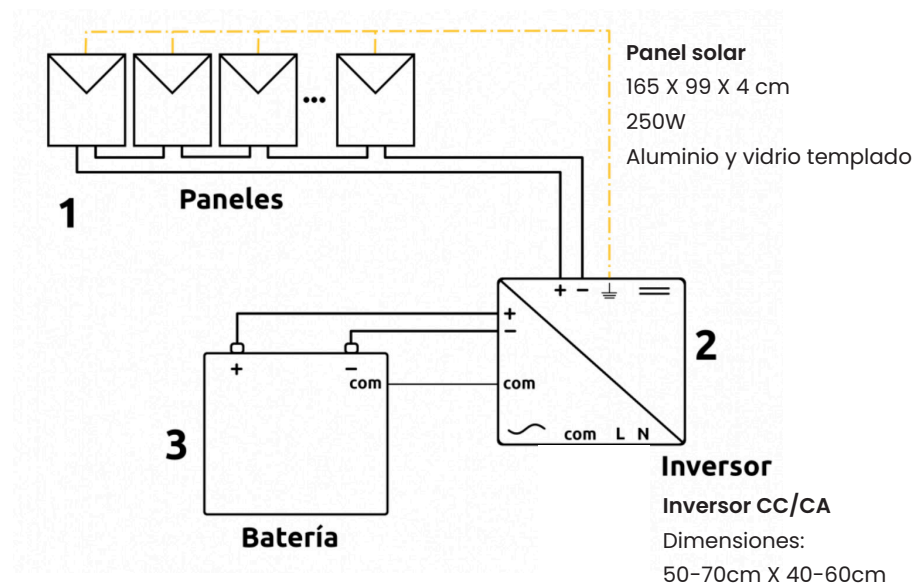 Panel solar
165 X 99 X 4 cm
250W
Aluminio y vidrio templado
...
Paneles
1
+ −
+
−
2
+ −
com
com
com L N
3
Batería
Inversor
Inversor CC/CA
Dimensiones:
50-70cm X 40-60cm